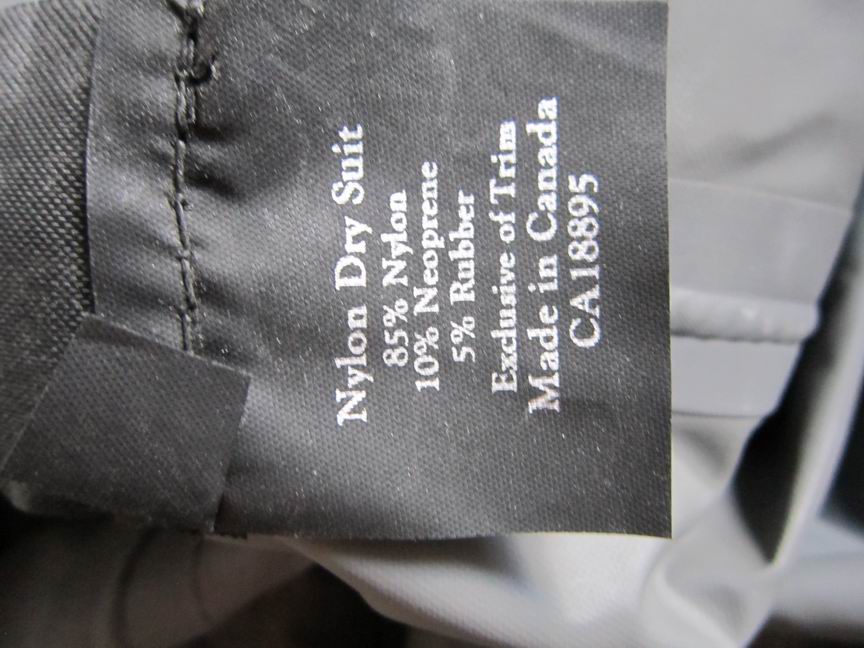 Nylon Dry Suit
85% Nylon
10% Neoprene
5% Rubber
Exclusive of Trim
Made in Canada
CA18895